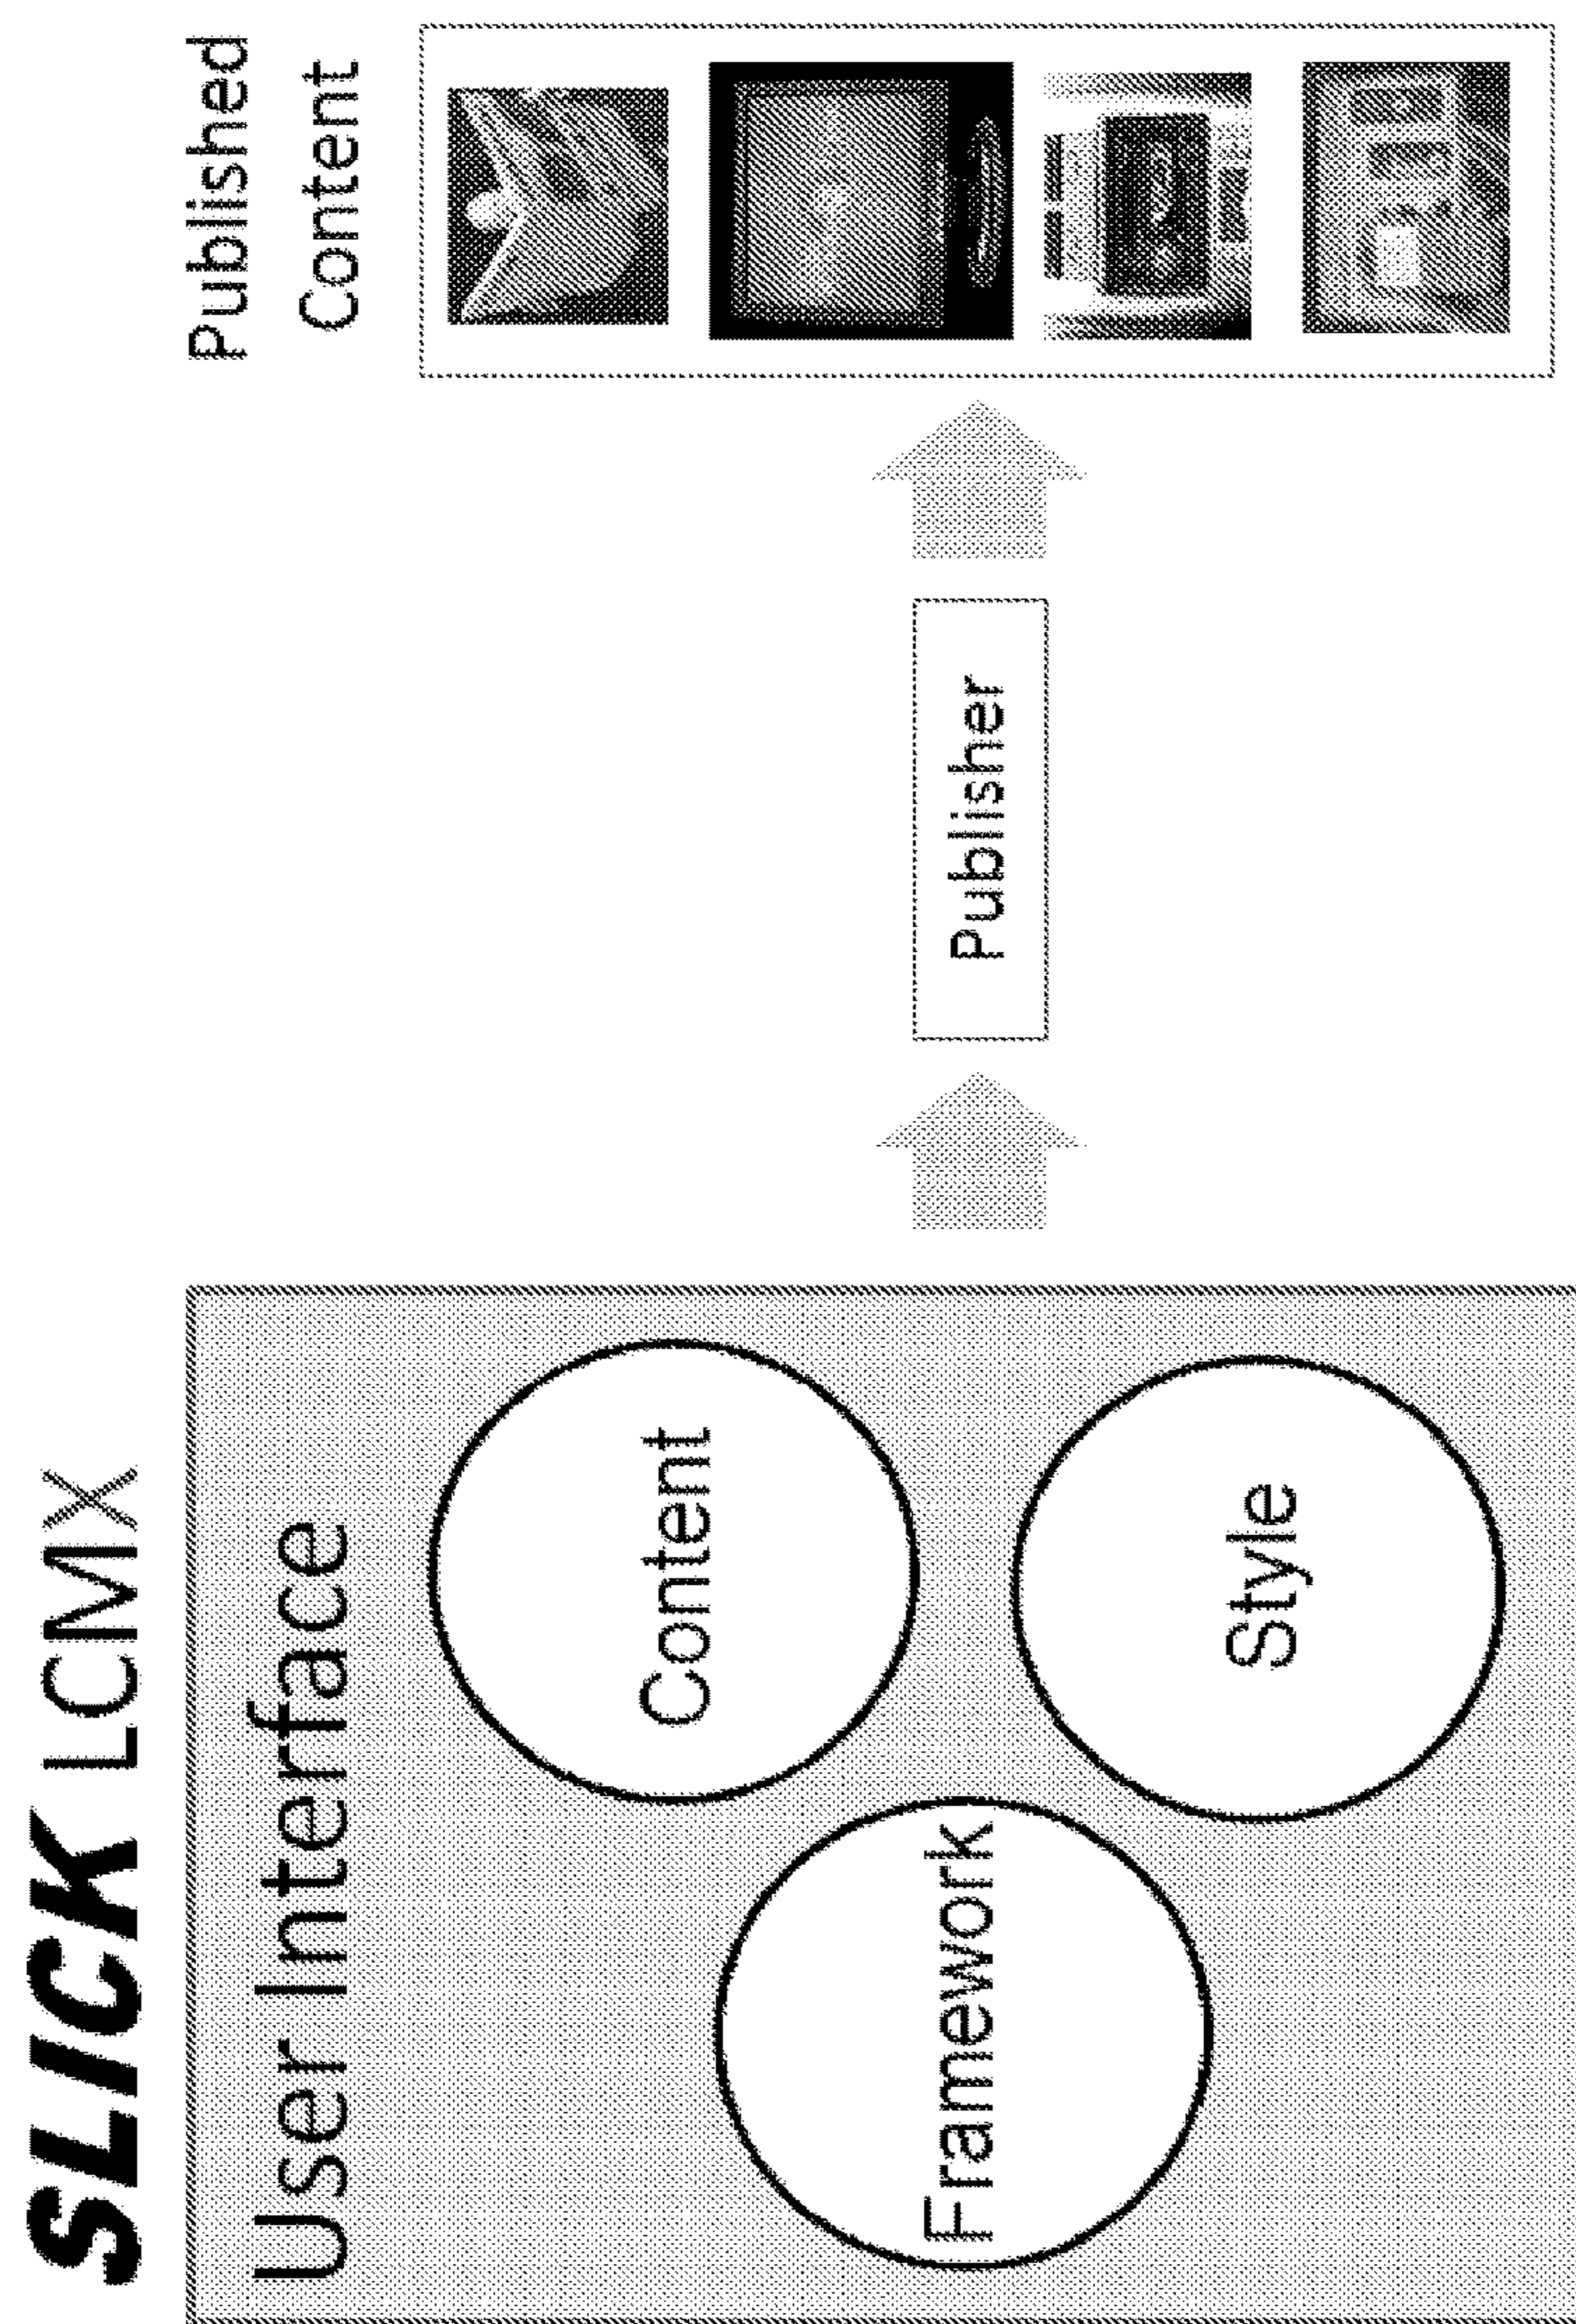 SLICK LCMX
User Interface
Framework
Content
Style
Publisher
Published
Content